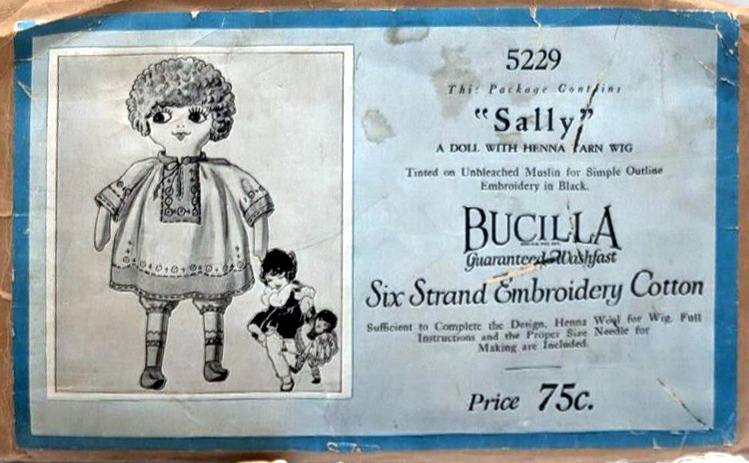 5229
This Package Contains
"Sally"
A DOLL WITH HENNA YARN WIG
Tinted on Unbleached Muslin for Simple Outline
Embroidery in Black.
BUCILLA
Guaranteed Washfast
Six Strand Embroidery Cotton
Sufficient to Complete the Design, Henna Wool for Wig, Full
Instructions and the Proper Size Needle for
Making are Included.
Price 75c.